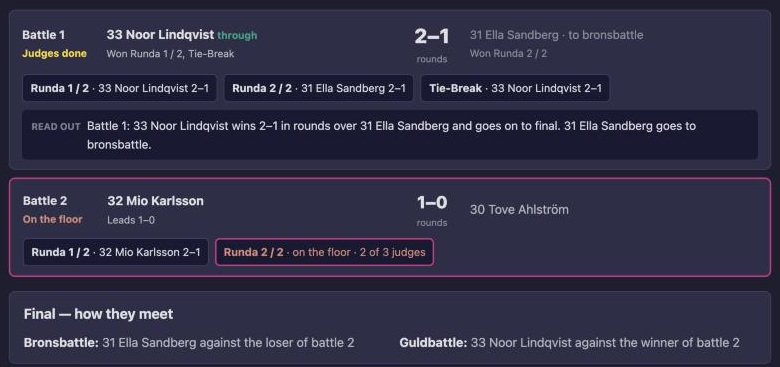 Battle 1 33 Noor Lindqvist through 2–1 31 Ella Sandberg · to bronsbattle
Judges done Won Runda 1 / 2, Tie-Break rounds Won Runda 2 / 2
Runda 1 / 2 · 33 Noor Lindqvist 2–1 Runda 2 / 2 · 31 Ella Sandberg 2–1 Tie-Break · 33 Noor Lindqvist 2–1
READ OUT Battle 1: 33 Noor Lindqvist wins 2–1 in rounds over 31 Ella Sandberg and goes on to final. 31 Ella Sandberg goes to
bronsbattle.
Battle 2 32 Mio Karlsson 1–0 30 Tove Ahlström
On the floor Leads 1–0 rounds
Runda 1 / 2 · 32 Mio Karlsson 2–1 Runda 2 / 2 · on the floor · 2 of 3 judges
Final — how they meet
Bronsbattle: 31 Ella Sandberg against the loser of battle 2 Guldbattle: 33 Noor Lindqvist against the winner of battle 2